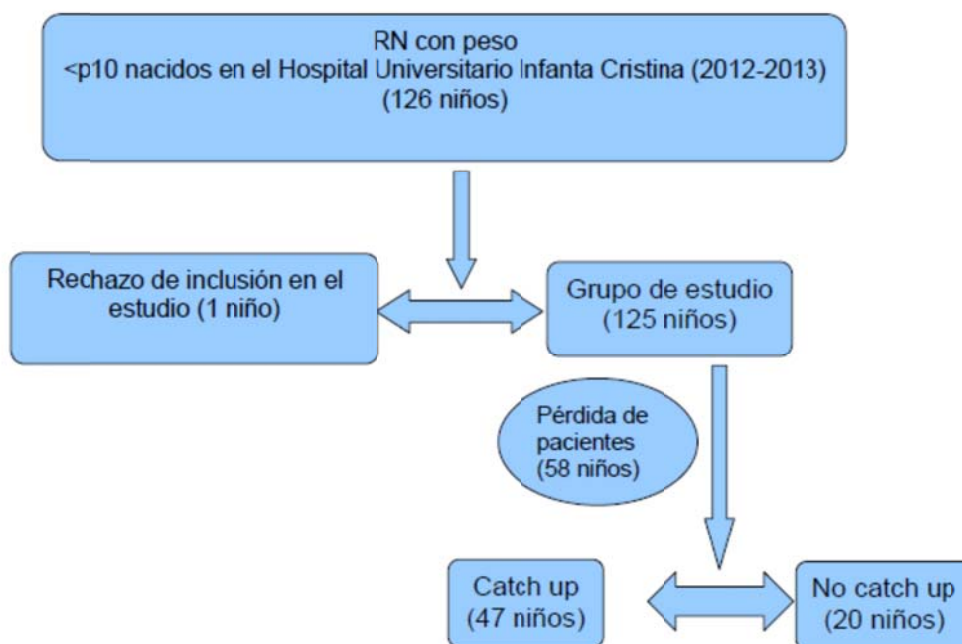 RN con peso
<p10 nacidos en el Hospital Universitario Infanta Cristina (2012-2013)
(126 niños)
Rechazo de inclusión en el
estudio (1 niño)
Grupo de estudio
(125 niños)
Pérdida de
pacientes
(58 niños)
Catch up
(47 niños)
No catch up
(20 niños)